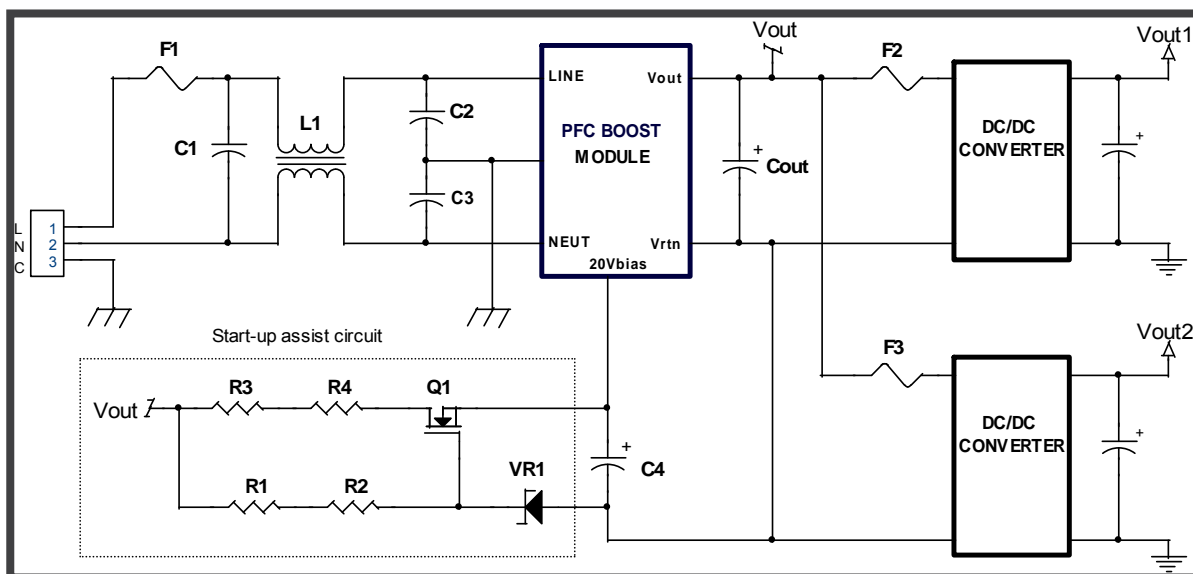 F1
L1
C1
C2
C3
L 1
N 2
C 3
LINE
NEUT
PFC BOOST
MODULE
Vout
Vrtn
20Vbias
Vout
+
Cout
F2
DC/DC
CONVERTER
Vout1
+
F3
DC/DC
CONVERTER
Vout2
+
Start-up assist circuit
Vout
R3
R4
Q1
R1
R2
VR1
+
C4